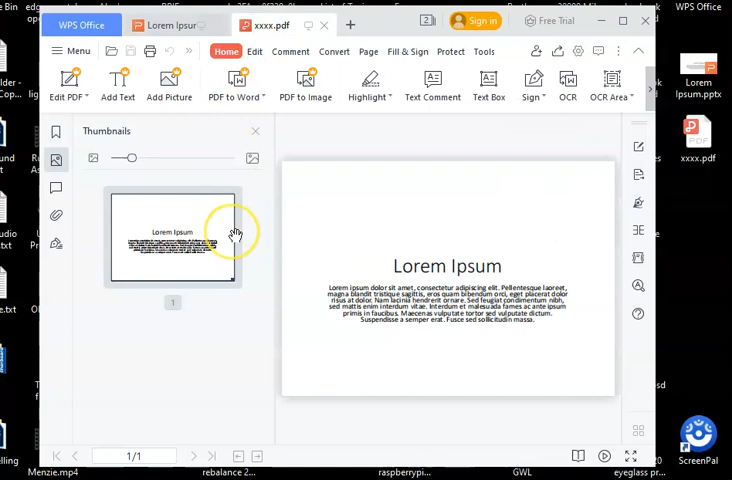 WPS Office
Lorem Ipsur
xxxx.pdf
2
Sign in
Free Trial
WPS Office
Menu
Home
Edit
Comment
Convert
Page
Fill & Sign
Protect
Tools
Edit PDF
Add Text
Add Picture
PDF to Word
PDF to Image
Highlight
Text Comment
Text Box
Sign
OCR
OCR Area
Lorem
Ipsum.pptx
xxxx.pdf
Thumbnails
Lorem Ipsum
1
Lorem Ipsum
Lorem ipsum dolor sit amet, consectetur adipiscing elit. Pellentesque laoreet,
magna blandit tristique sagittis, eros quam bibendum orci, eget placerat dolor
risus at dolor. Nam lacinia hendrerit ornare. Sed feugiat condimentum nibh, sed
mattis enim interdum vitae. Interdum et malesuada fames ac ante ipsum
primis in faucibus. Maecenas vulputate tortor sed vulputate dictum.
Suspendisse a semper erat. Fusce sed sollicitudin massa.
1/1
ScreenPal
Menzie.mp4
rebalance 2...
raspberrypi...
GWL
eyeglass pr...